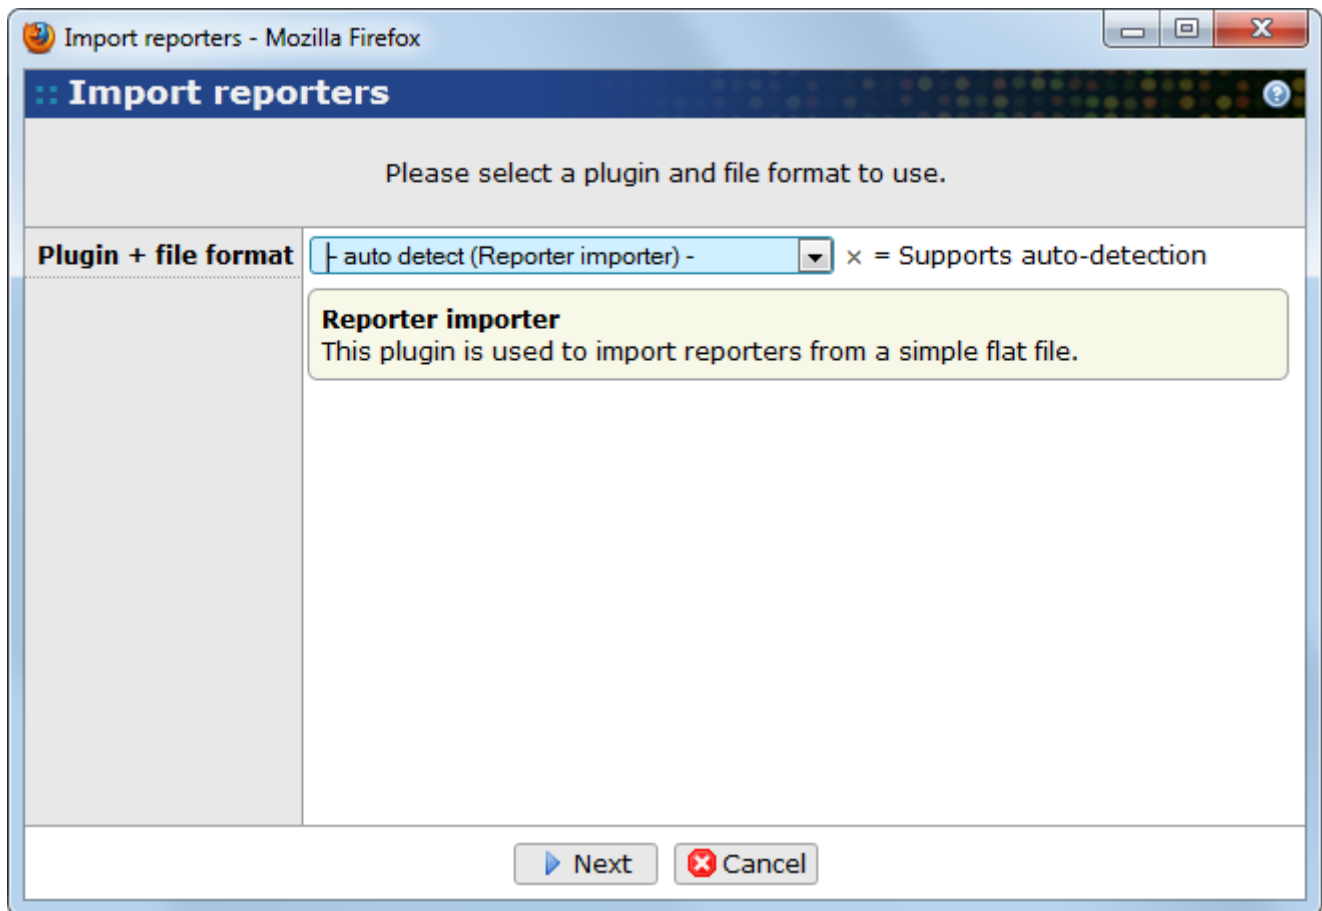 Import reporters - Mozilla Firefox
:: Import reporters
Please select a plugin and file format to use.
Plugin + file format
- auto detect (Reporter importer) -
× = Supports auto-detection
Reporter importer
This plugin is used to import reporters from a simple flat file.
Next
Cancel